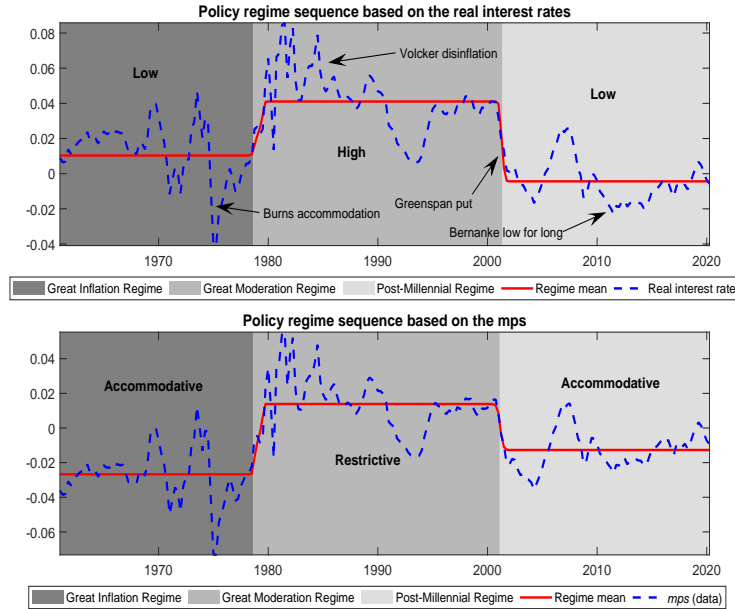 Policy regime sequence based on the real interest rates
0.08
0.06
0.04
0.02
0
-0.02
-0.04
Low
Volcker disinflation
Low
High
Burns accommodation
Greenspan put
Bernanke low for long
1970 1980 1990 2000 2010 2020
Great Inflation Regime Great Moderation Regime Post-Millennial Regime Regime mean Real interest rate
Policy regime sequence based on the mps
0.04
0.02
0
-0.02
-0.04
-0.06
Accommodative
Accommodative
Restrictive
1970 1980 1990 2000 2010 2020
Great Inflation Regime Great Moderation Regime Post-Millennial Regime Regime mean mps (data)